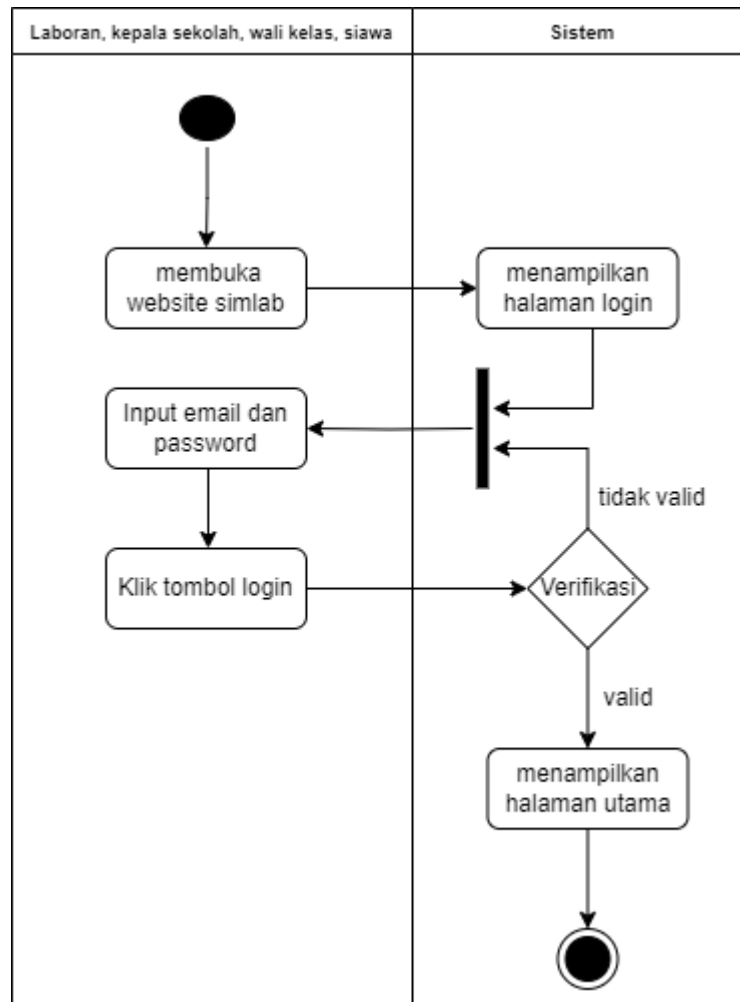 Laboran, kepala sekolah, wali kelas, siawa
Sistem
membuka
website simlab
menampilkan
halaman login
Input email dan
password
tidak valid
Klik tombol login
Verifikasi
valid
menampilkan
halaman utama